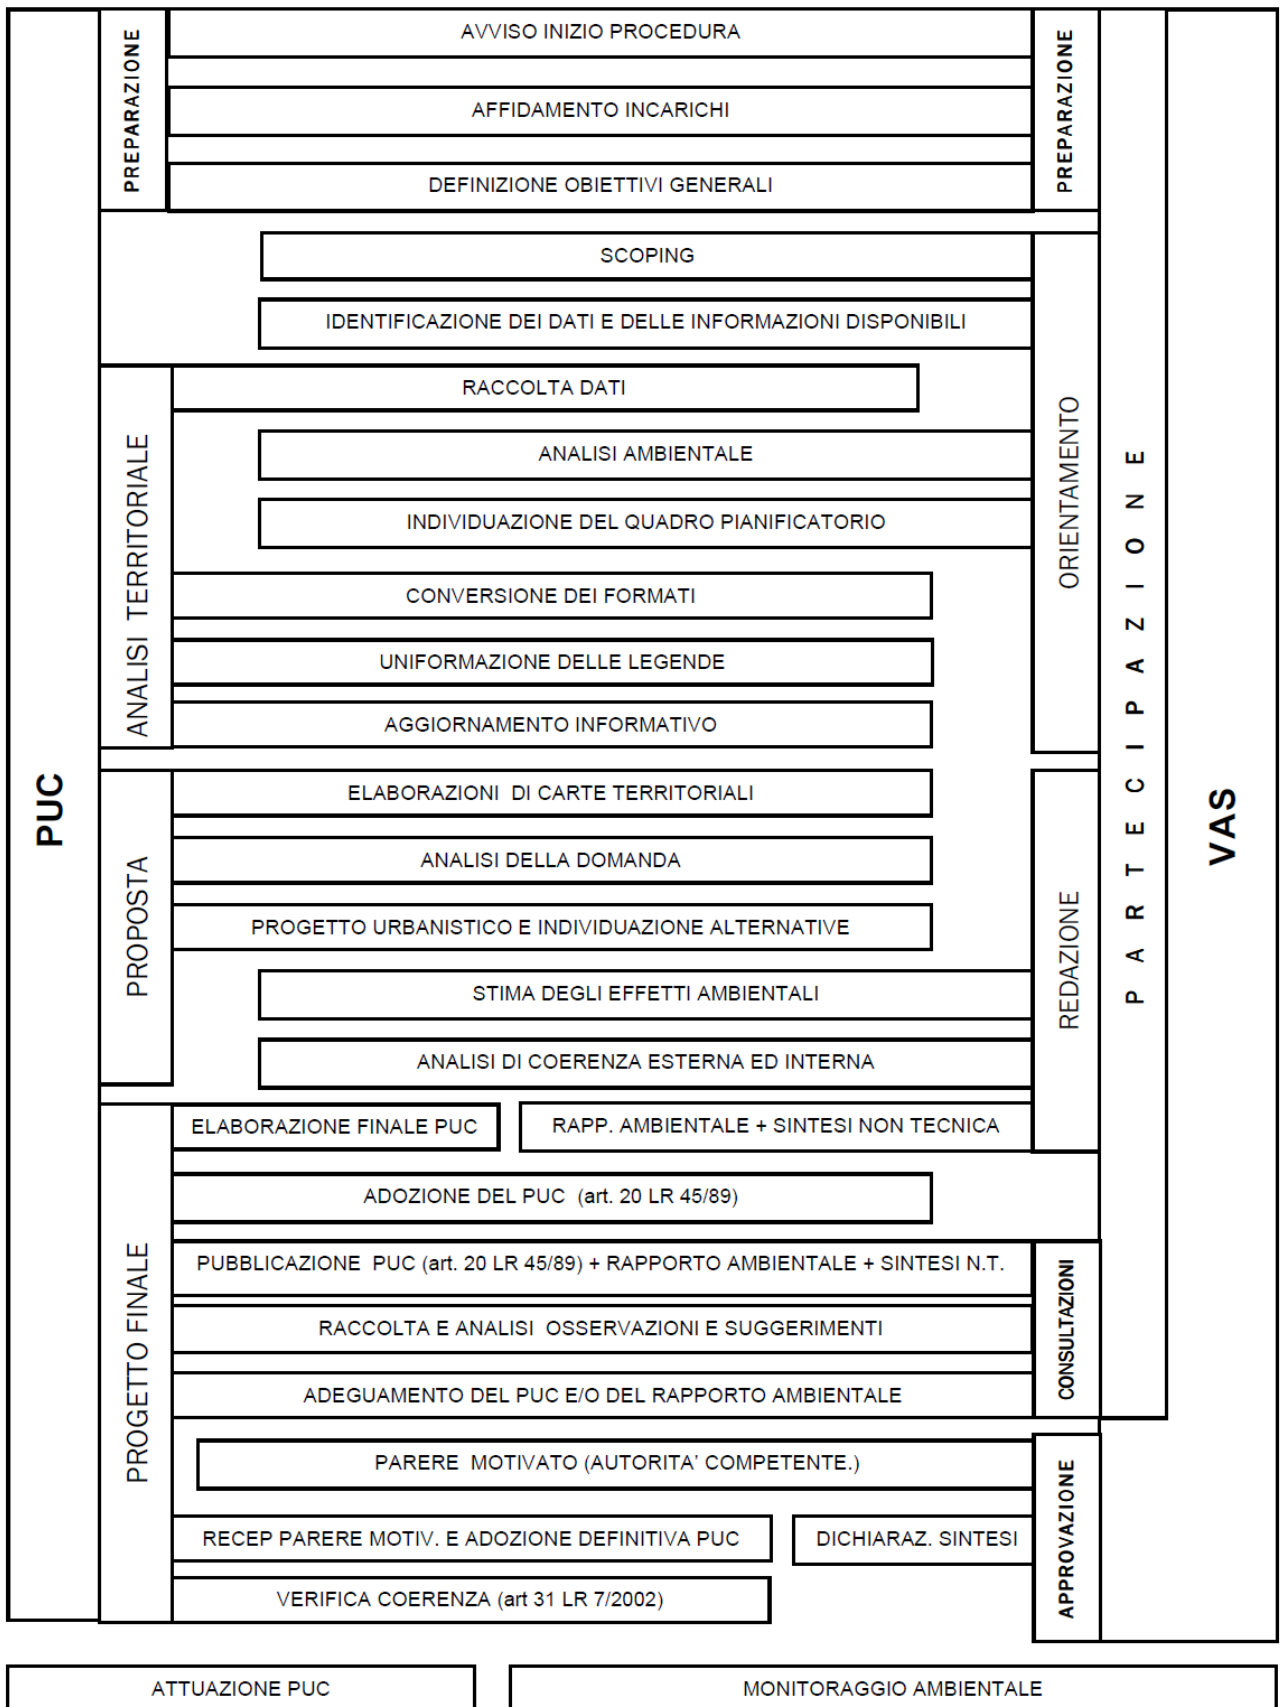 PUC
PREPARAZIONE
AVVISO INIZIO PROCEDURA
AFFIDAMENTO INCARICHI
DEFINIZIONE OBIETTIVI GENERALI
PREPARAZIONE
SCOPING
IDENTIFICAZIONE DEI DATI E DELLE INFORMAZIONI DISPONIBILI
ANALISI TERRITORIALE
RACCOLTA DATI
ANALISI AMBIENTALE
INDIVIDUAZIONE DEL QUADRO PIANIFICATORIO
CONVERSIONE DEI FORMATI
UNIFORMAZIONE DELLE LEGENDE
AGGIORNAMENTO INFORMATIVO
ORIENTAMENTO
PROPOSTA
ELABORAZIONI DI CARTE TERRITORIALI
ANALISI DELLA DOMANDA
PROGETTO URBANISTICO E INDIVIDUAZIONE ALTERNATIVE
STIMA DEGLI EFFETTI AMBIENTALI
ANALISI DI COERENZA ESTERNA ED INTERNA
REDAZIONE
PROGETTO FINALE
ELABORAZIONE FINALE PUC
RAPP. AMBIENTALE + SINTESI NON TECNICA
ADOZIONE DEL PUC (art. 20 LR 45/89)
PUBBLICAZIONE PUC (art. 20 LR 45/89) + RAPPORTO AMBIENTALE + SINTESI N.T.
RACCOLTA E ANALISI OSSERVAZIONI E SUGGERIMENTI
ADEGUAMENTO DEL PUC E/O DEL RAPPORTO AMBIENTALE
CONSULTAZIONI
PARERE MOTIVATO (AUTORITA' COMPETENTE.)
RECEP PARERE MOTIV. E ADOZIONE DEFINITIVA PUC
DICHIARAZ. SINTESI
VERIFICA COERENZA (art 31 LR 7/2002)
APPROVAZIONE
PARTECIPAZIONE
VAS
ATTUAZIONE PUC
MONITORAGGIO AMBIENTALE